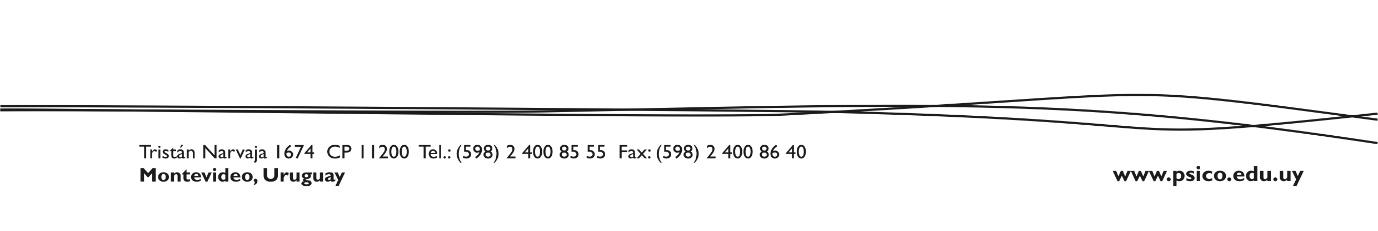 Tristán Narvaja 1674 CP 11200 Tel.: (598) 2 400 85 55 Fax: (598) 2 400 86 40
Montevideo, Uruguay
www.psico.edu.uy